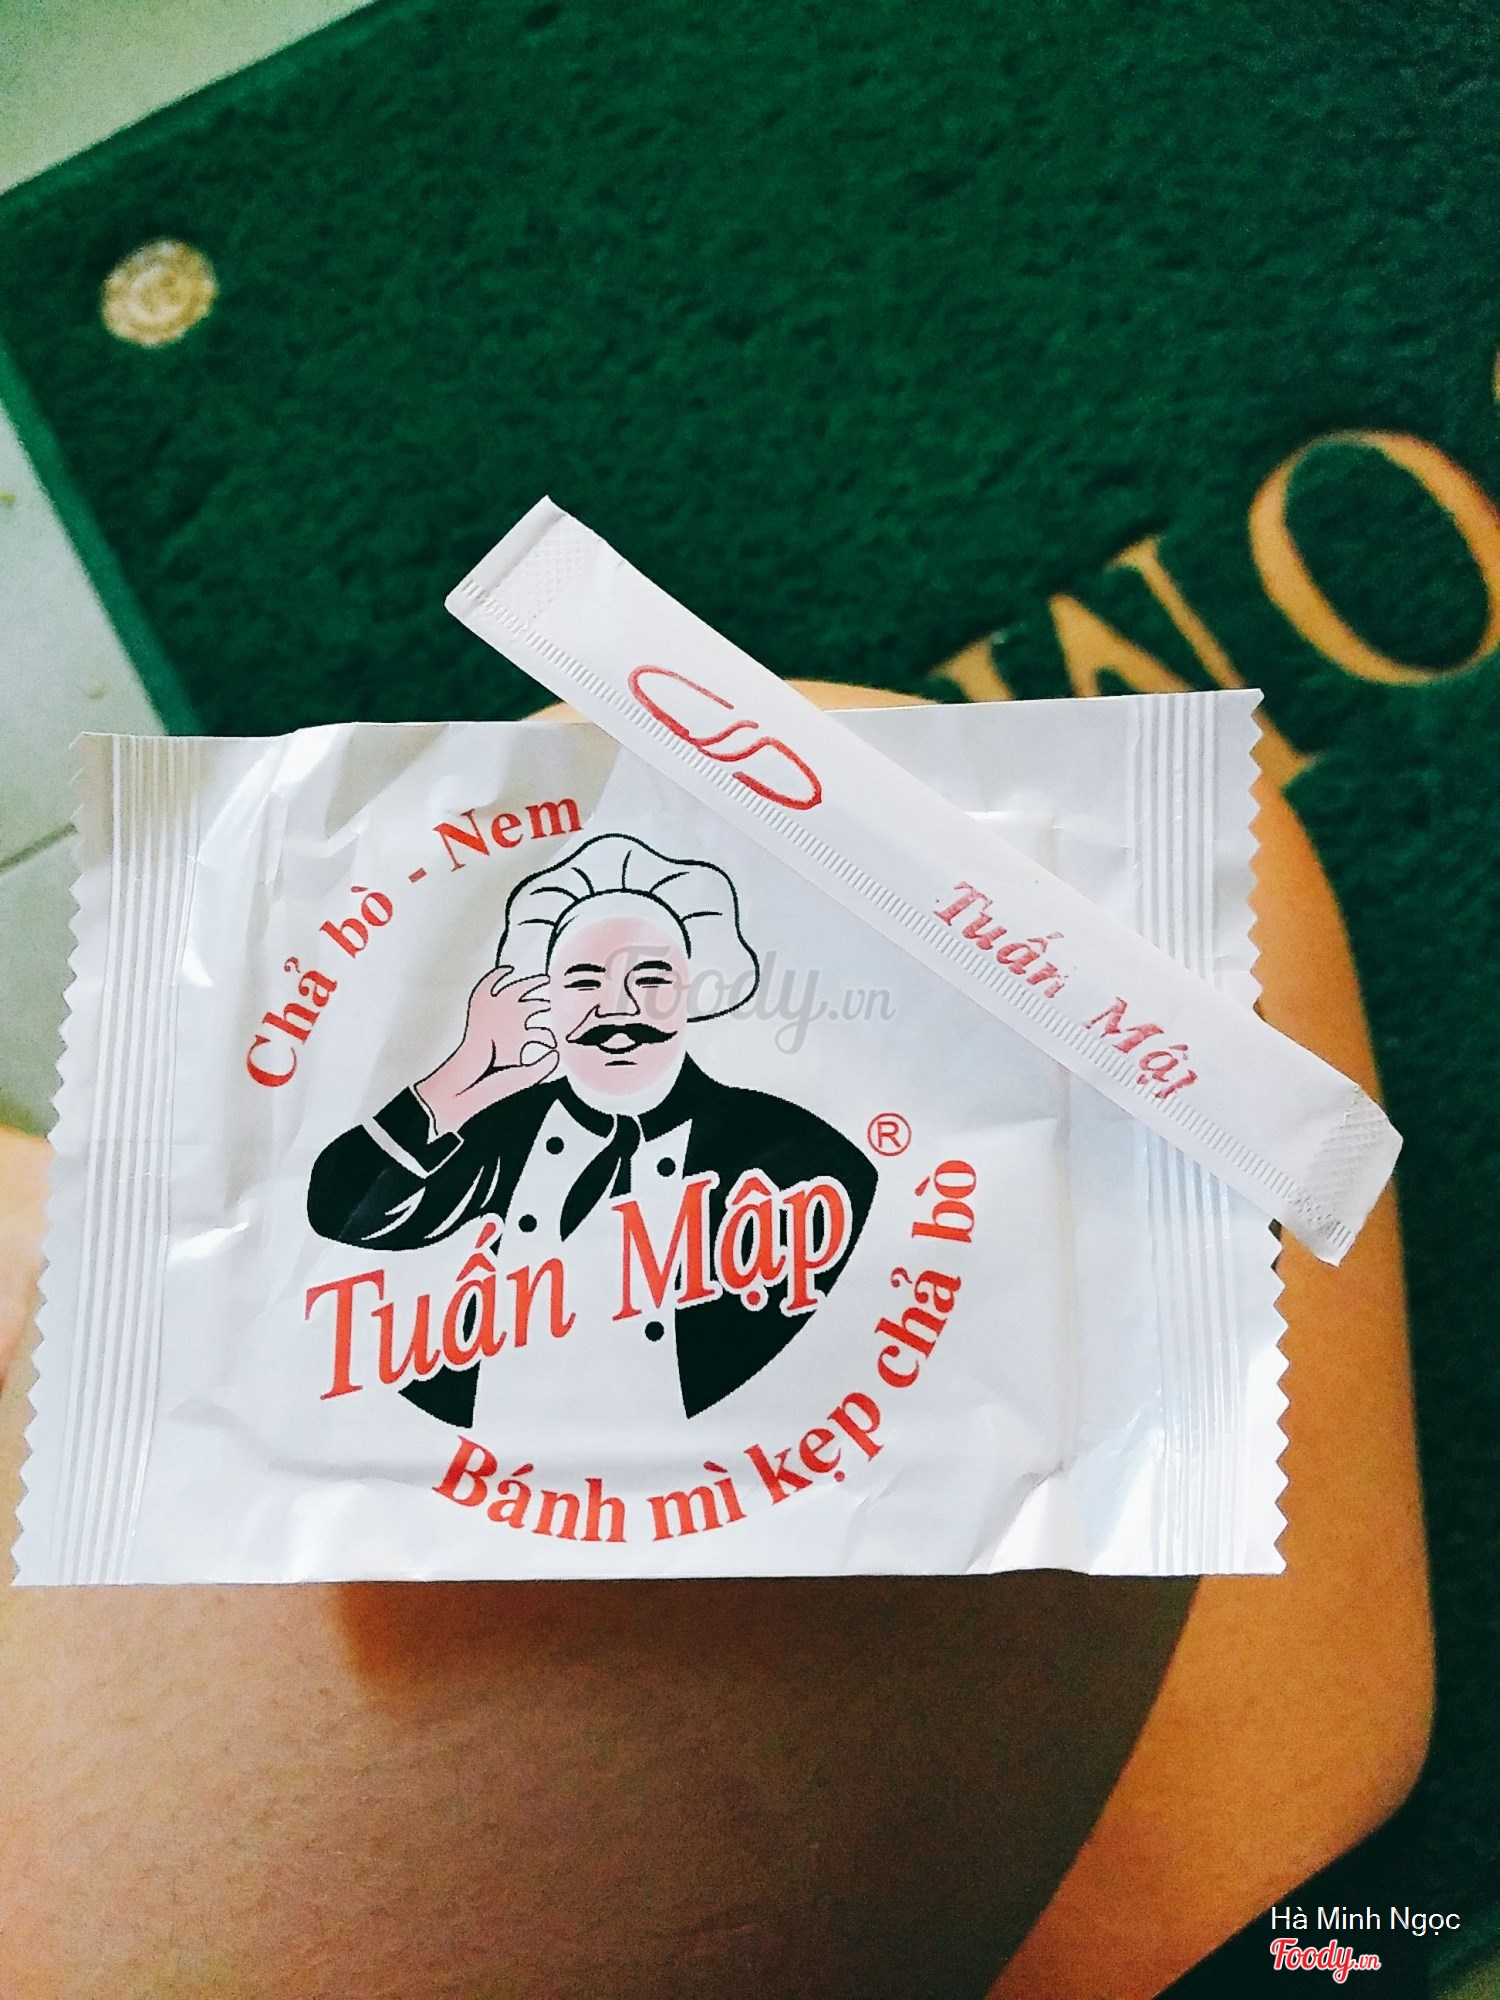 WO
Tuấn Mập
Chả bò - Nem
Foody.vn
®
Tuấn Mập
Bánh mì kẹp chả bò
Hà Minh Ngọc
Foody.vn